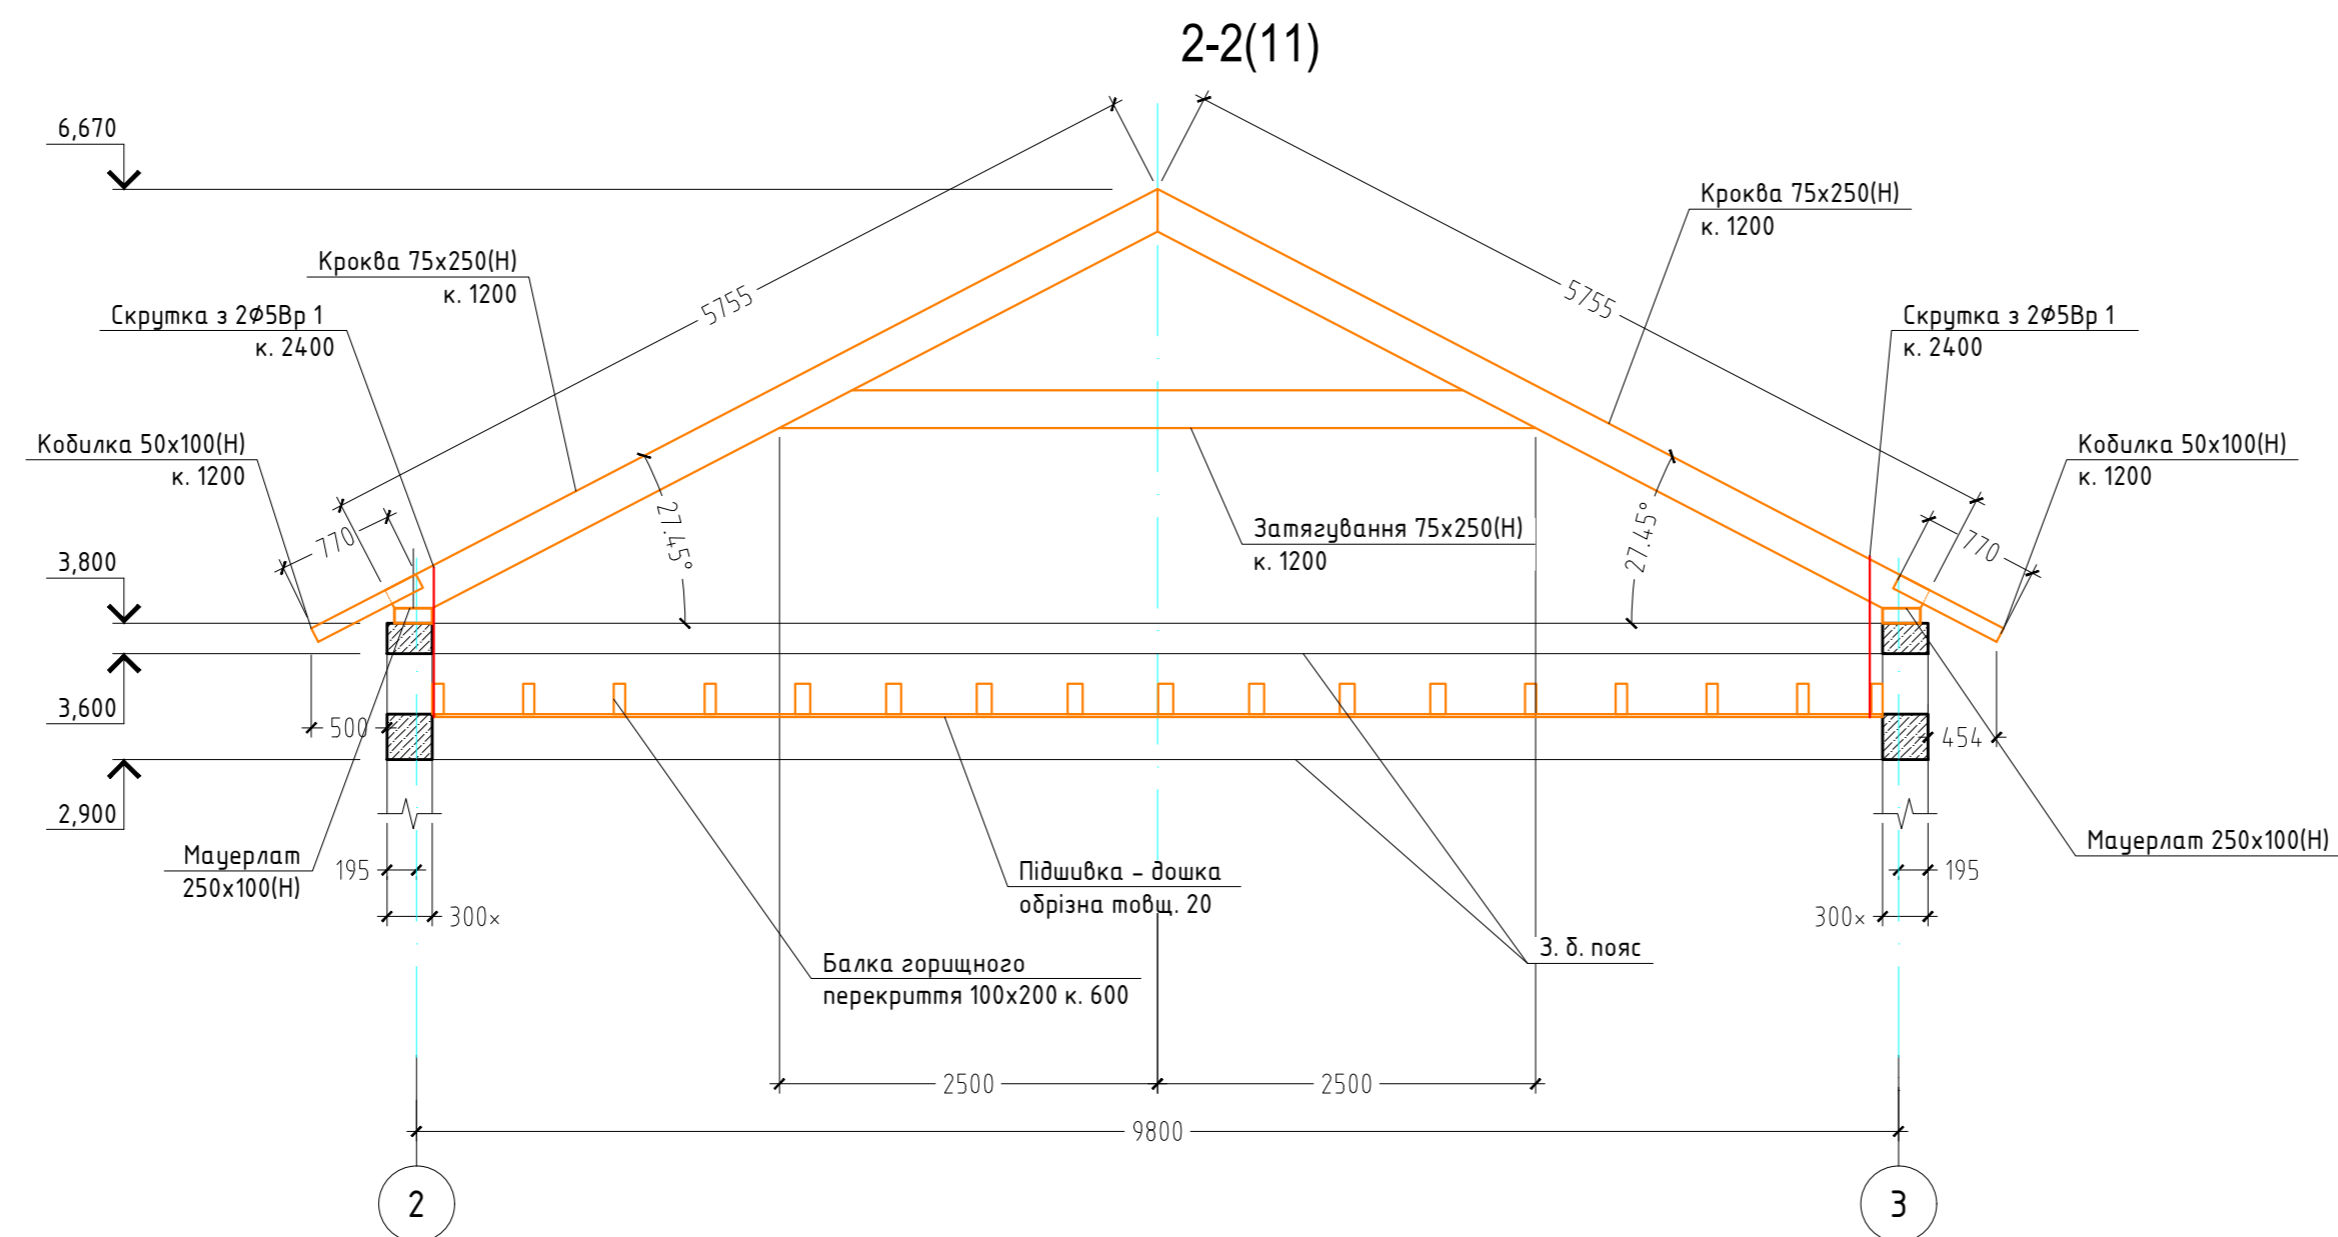 2-2(11)
6,670
Кроква 75х250(Н)
к. 1200
Кроква 75х250(Н)
к. 1200
5755
5755
Скрутка з 2Ф5Вр 1
к. 2400
Скрутка з 2Ф5Вр 1
к. 2400
Кобилка 50х100(Н)
к. 1200
Кобилка 50х100(Н)
к. 1200
770
27.45°
Затягування 75х250(Н)
к. 1200
27.45°
770
3,800
3,600
500
454
2,900
Мауерлат
250х100(Н)
195
300×
Підшивка – дошка
обрізна товщ. 20
Мауерлат 250х100(Н)
195
300×
Балка горищного
перекриття 100х200 к. 600
З. б. пояс
2500
2500
9800
2
3